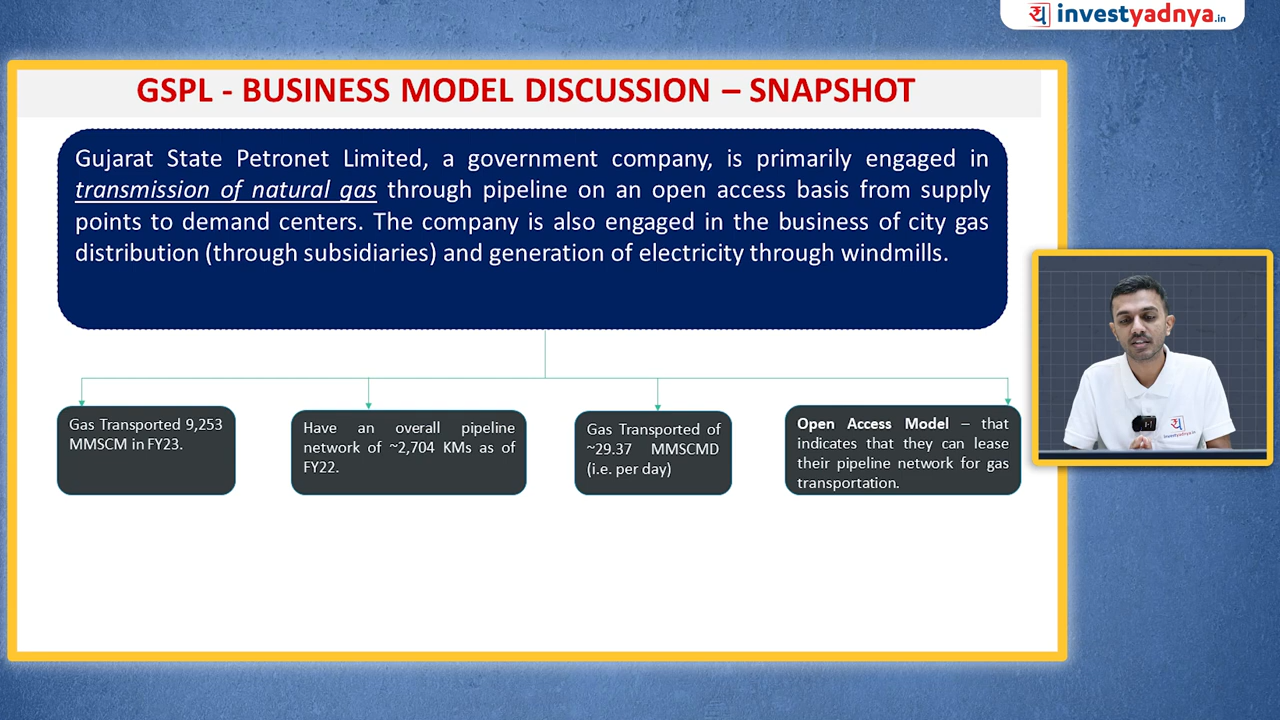 investyadnya.in
GSPL - BUSINESS MODEL DISCUSSION – SNAPSHOT
Gujarat State Petronet Limited, a government company, is primarily engaged in
transmission of natural gas through pipeline on an open access basis from supply
points to demand centers. The company is also engaged in the business of city gas
distribution (through subsidiaries) and generation of electricity through windmills.
Gas Transported 9,253
MMSCM in FY23.
Have an overall pipeline
network of ~2,704 KMs as of
FY22.
Gas Transported of
~29.37 MMSCMD
(i.e. per day)
Open Access Model – that
indicates that they can lease
their pipeline network for gas
transportation.
investyadnya.in